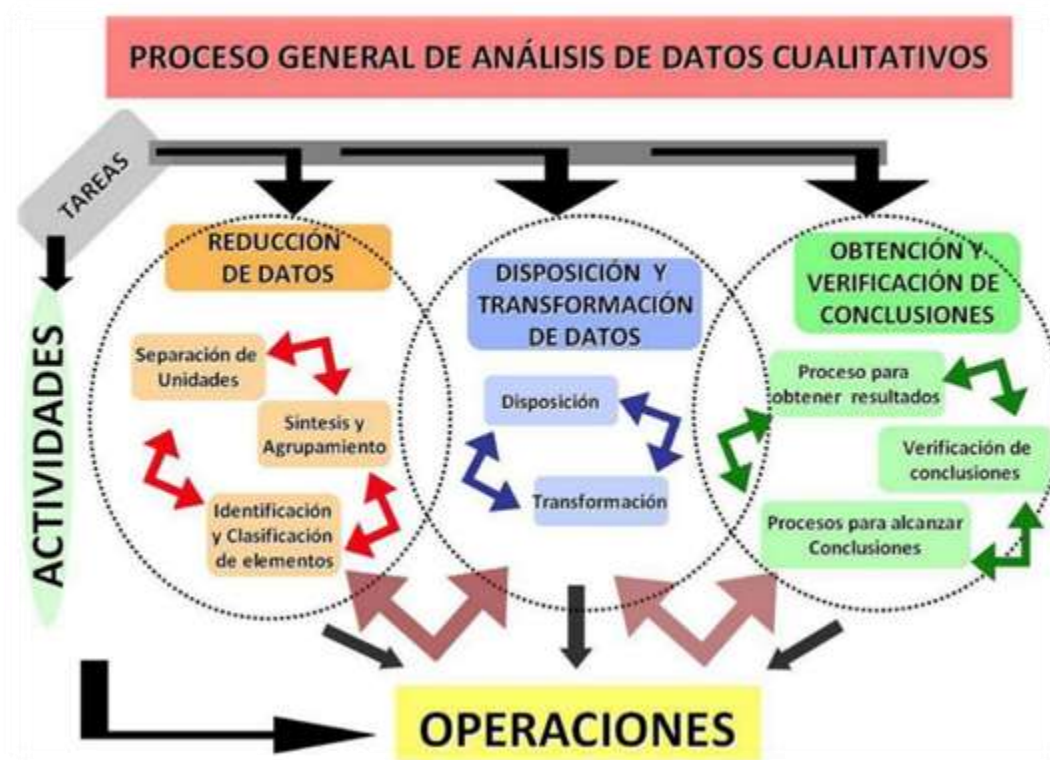 PROCESO GENERAL DE ANÁLISIS DE DATOS CUALITATIVOS
TAREAS
ACTIVIDADES
REDUCCIÓN
DE DATOS
Separación de
Unidades
Sintesis y
Agrupamiento
Identificación
y Clasificación
de elementos
DISPOSICIÓN Y
TRANSFORMACIÓN
DE DATOS
Disposición
Transformación
OBTENCIÓN Y
VERIFICACIÓN DE
CONCLUSIONES
Proceso para
obtener resultados
Verificación de
conclusiones
Procesos para alcanzar
Conclusiones
OPERACIONES